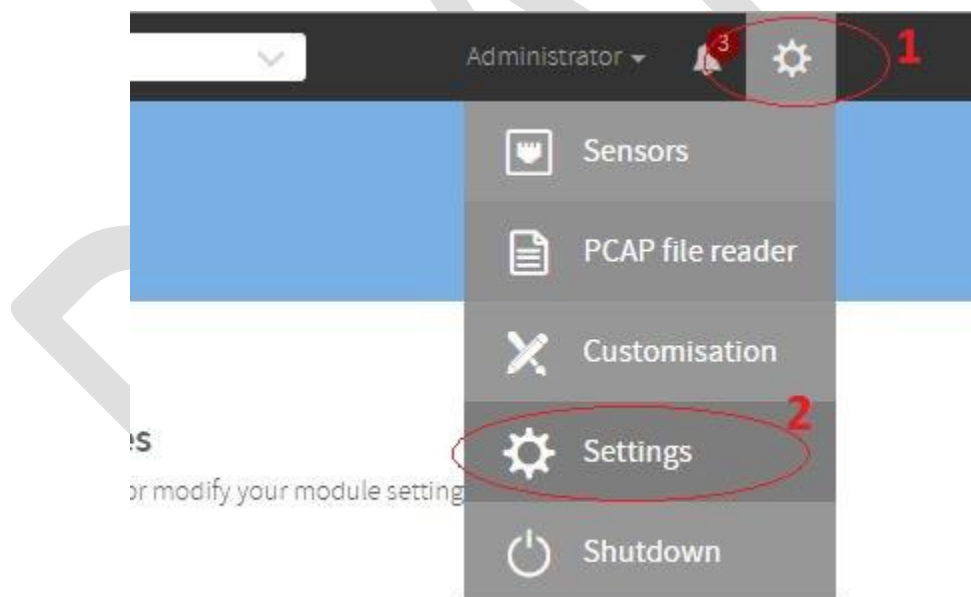 Administrator
3
1
Sensors
PCAP file reader
Customisation
2
Settings
es
or modify your module setting
Shutdown